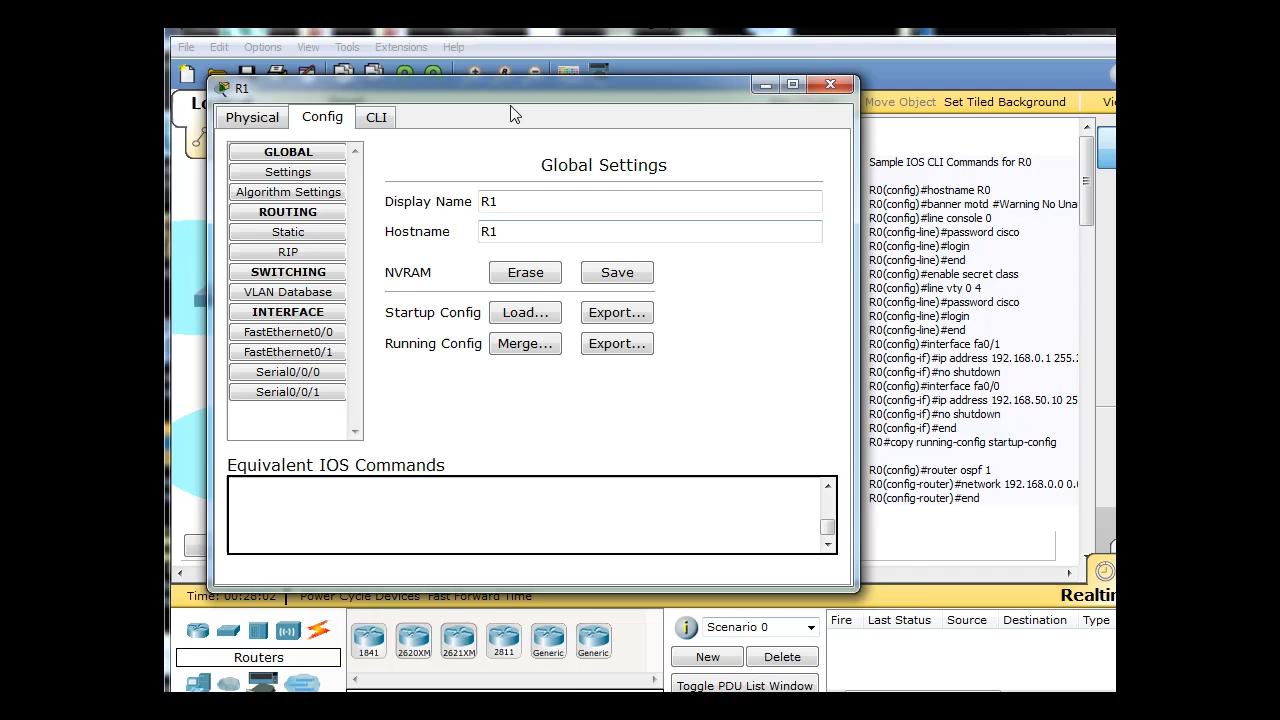 File Edit Options View Tools Extensions Help
R1
Move Object Set Tiled Background
Physical Config CLI
GLOBAL
Settings
Algorithm Settings
ROUTING
Static
RIP
SWITCHING
VLAN Database
INTERFACE
FastEthernet0/0
FastEthernet0/1
Serial0/0/0
Serial0/0/1
Global Settings
Display Name R1
Hostname R1
NVRAM Erase Save
Startup Config Load... Export...
Running Config Merge... Export...
Equivalent IOS Commands
Sample IOS CLI Commands for R0
R0(config)#hostname R0
R0(config)#banner motd #Warning No Una
R0(config)#line console 0
R0(config-line)#password cisco
R0(config-line)#login
R0(config-line)#end
R0(config)#enable secret class
R0(config)#line vty 0 4
R0(config-line)#password cisco
R0(config-line)#login
R0(config-line)#end
R0(config)#interface fa0/1
R0(config-if)#ip address 192.168.0.1 255.
R0(config-if)#no shutdown
R0(config)#interface fa0/0
R0(config-if)#ip address 192.168.50.10 25
R0(config-if)#no shutdown
R0(config-if)#end
R0#copy running-config startup-config
R0(config)#router ospf 1
R0(config-router)#network 192.168.0.0 0.
R0(config-router)#end
Time: 00:28:02 Power Cycle Devices Fast Forward Time
Realtin
Routers
1841 2620XM 2621XM 2811 Generic Generic
Scenario 0
New Delete
Toggle PDU List Window
Fire Last Status Source Destination Type